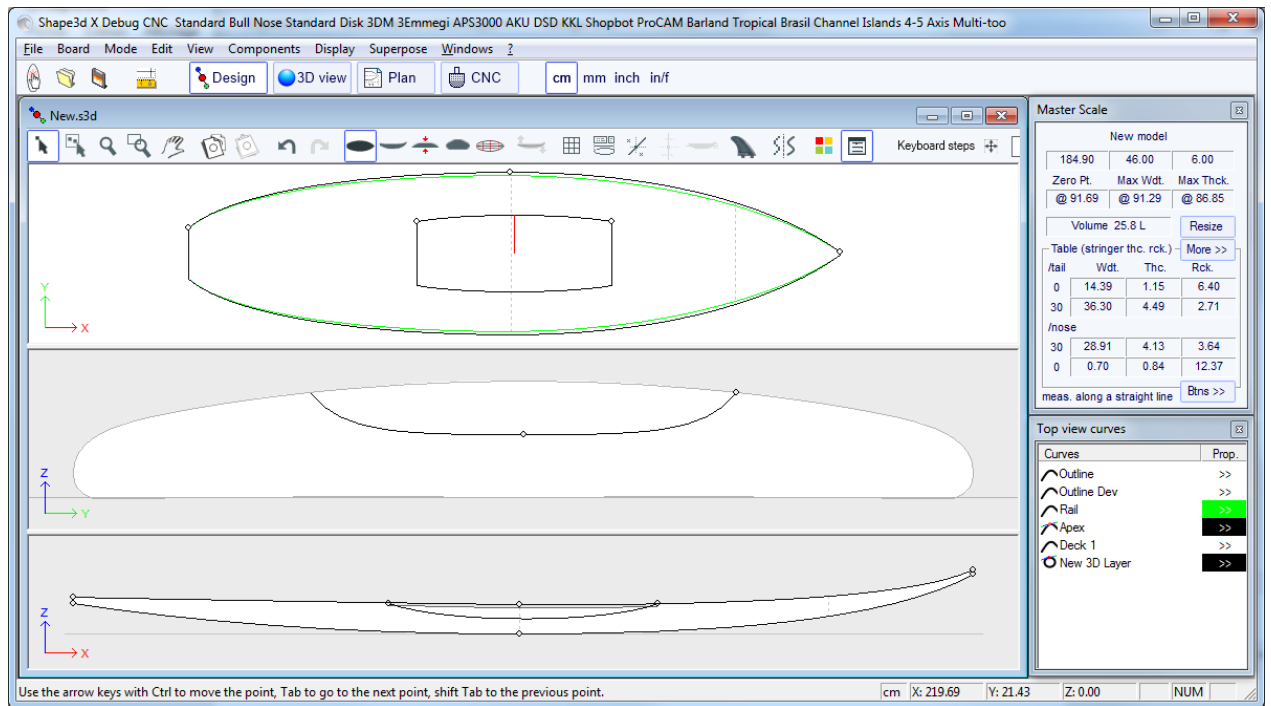 Shape3d X Debug CNC Standard Bull Nose Standard Disk 3DM 3Emmegi APS3000 AKU DSD KKL Shopbot ProCAM Barland Tropical Brasil Channel Islands 4-5 Axis Multi-too
File Board Mode Edit View Components Display Superpose Windows ?
Design 3D view Plan CNC cm mm inch in/f
New.s3d
Keyboard steps
Y
X
Z
Y
Z
X
Master Scale
New model
184.90 46.00 6.00
Zero Pt. Max Wdt. Max Thck.
@ 91.69 @ 91.29 @ 86.85
Volume 25.8 L Resize
Table (stringer thc. rck.) More >>
/tail Wdt. Thc. Rck.
0 14.39 1.15 6.40
30 36.30 4.49 2.71
/nose
30 28.91 4.13 3.64
0 0.70 0.84 12.37
meas. along a straight line Btns >>
Top view curves
Curves Prop.
Outline >>
Outline Dev >>
Rail >>
Apex >>
Deck 1 >>
New 3D Layer >>
Use the arrow keys with Ctrl to move the point, Tab to go to the next point, shift Tab to the previous point. cm X: 219.69 Y: 21.43 Z: 0.00 NUM